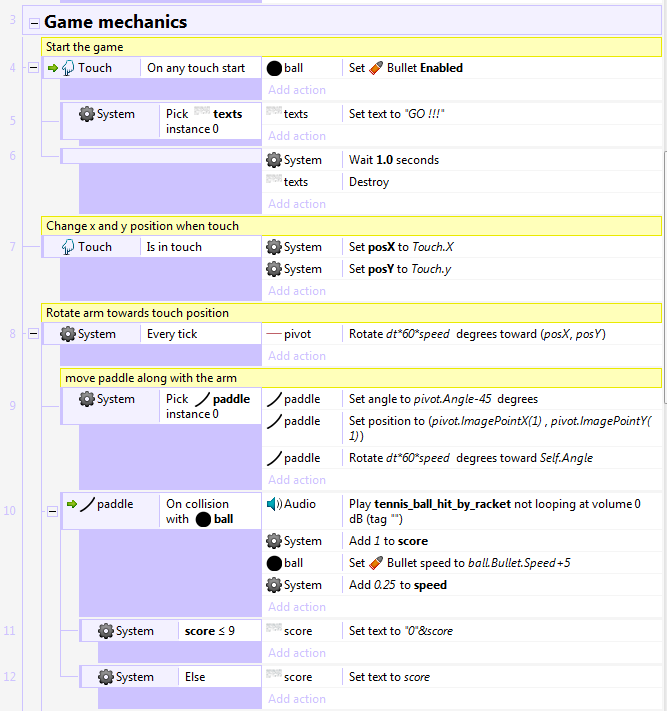 3 Game mechanics
Start the game
4 Touch On any touch start ball Set Bullet Enabled
Add action
5 System Pick texts instance 0 texts Set text to "GO !!!"
Add action
6 System Wait 1.0 seconds
texts Destroy
Add action
Change x and y position when touch
7 Touch Is in touch System Set posX to Touch.X
System Set posY to Touch.y
Add action
Rotate arm towards touch position
8 System Every tick pivot Rotate dt*60*speed degrees toward (posX, posY)
Add action
move paddle along with the arm
9 System Pick paddle instance 0 paddle Set angle to pivot.Angle-45 degrees
paddle Set position to (pivot.ImagePointX(1) , pivot.ImagePointY(
1))
paddle Rotate dt*60*speed degrees toward Self.Angle
Add action
10 paddle On collision with ball Audio Play tennis_ball_hit_by_racket not looping at volume 0
dB (tag "")
System Add 1 to score
ball Set Bullet speed to ball.Bullet.Speed+5
System Add 0.25 to speed
Add action
11 System score ≤ 9 score Set text to "0"&score
Add action
12 System Else score Set text to score
Add action